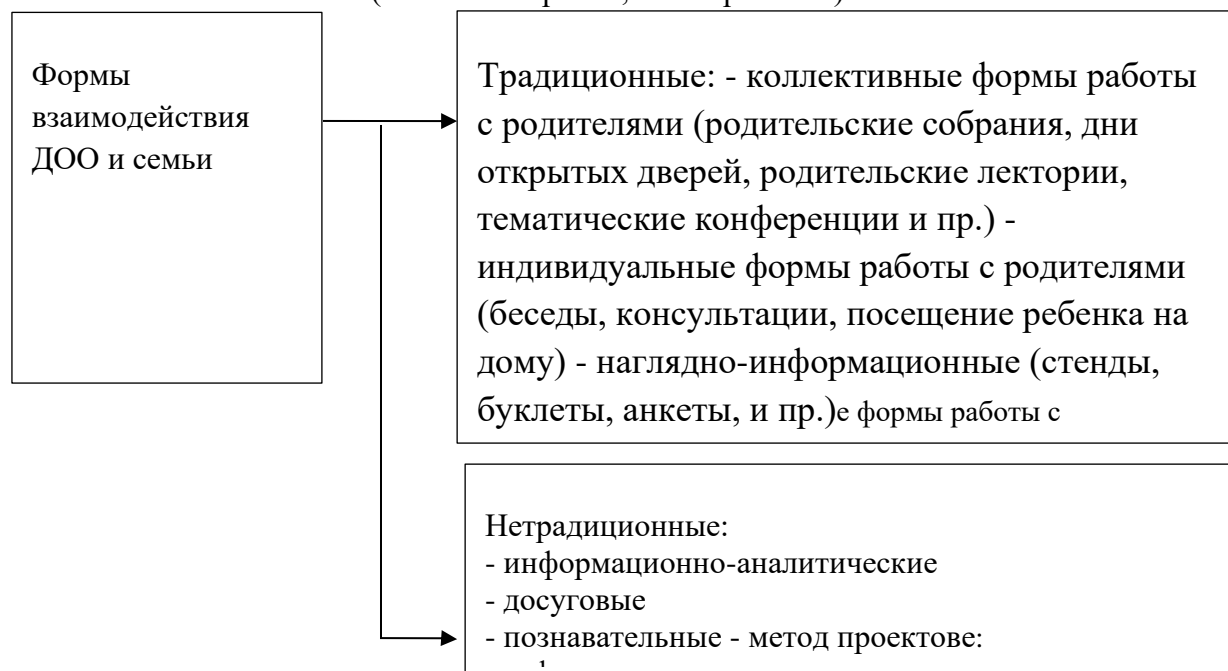 Формы
взаимодействия
ДОО и семьи
Традиционные: - коллективные формы работы
с родителями (родительские собрания, дни
открытых дверей, родительские лектории,
тематические конференции и пр.) -
индивидуальные формы работы с родителями
(беседы, консультации, посещение ребенка на
дому) - наглядно-информационные (стенды,
буклеты, анкеты, и пр.)е формы работы с
Нетрадиционные:
- информационно-аналитические
- досуговые
- познавательные - метод проектове: